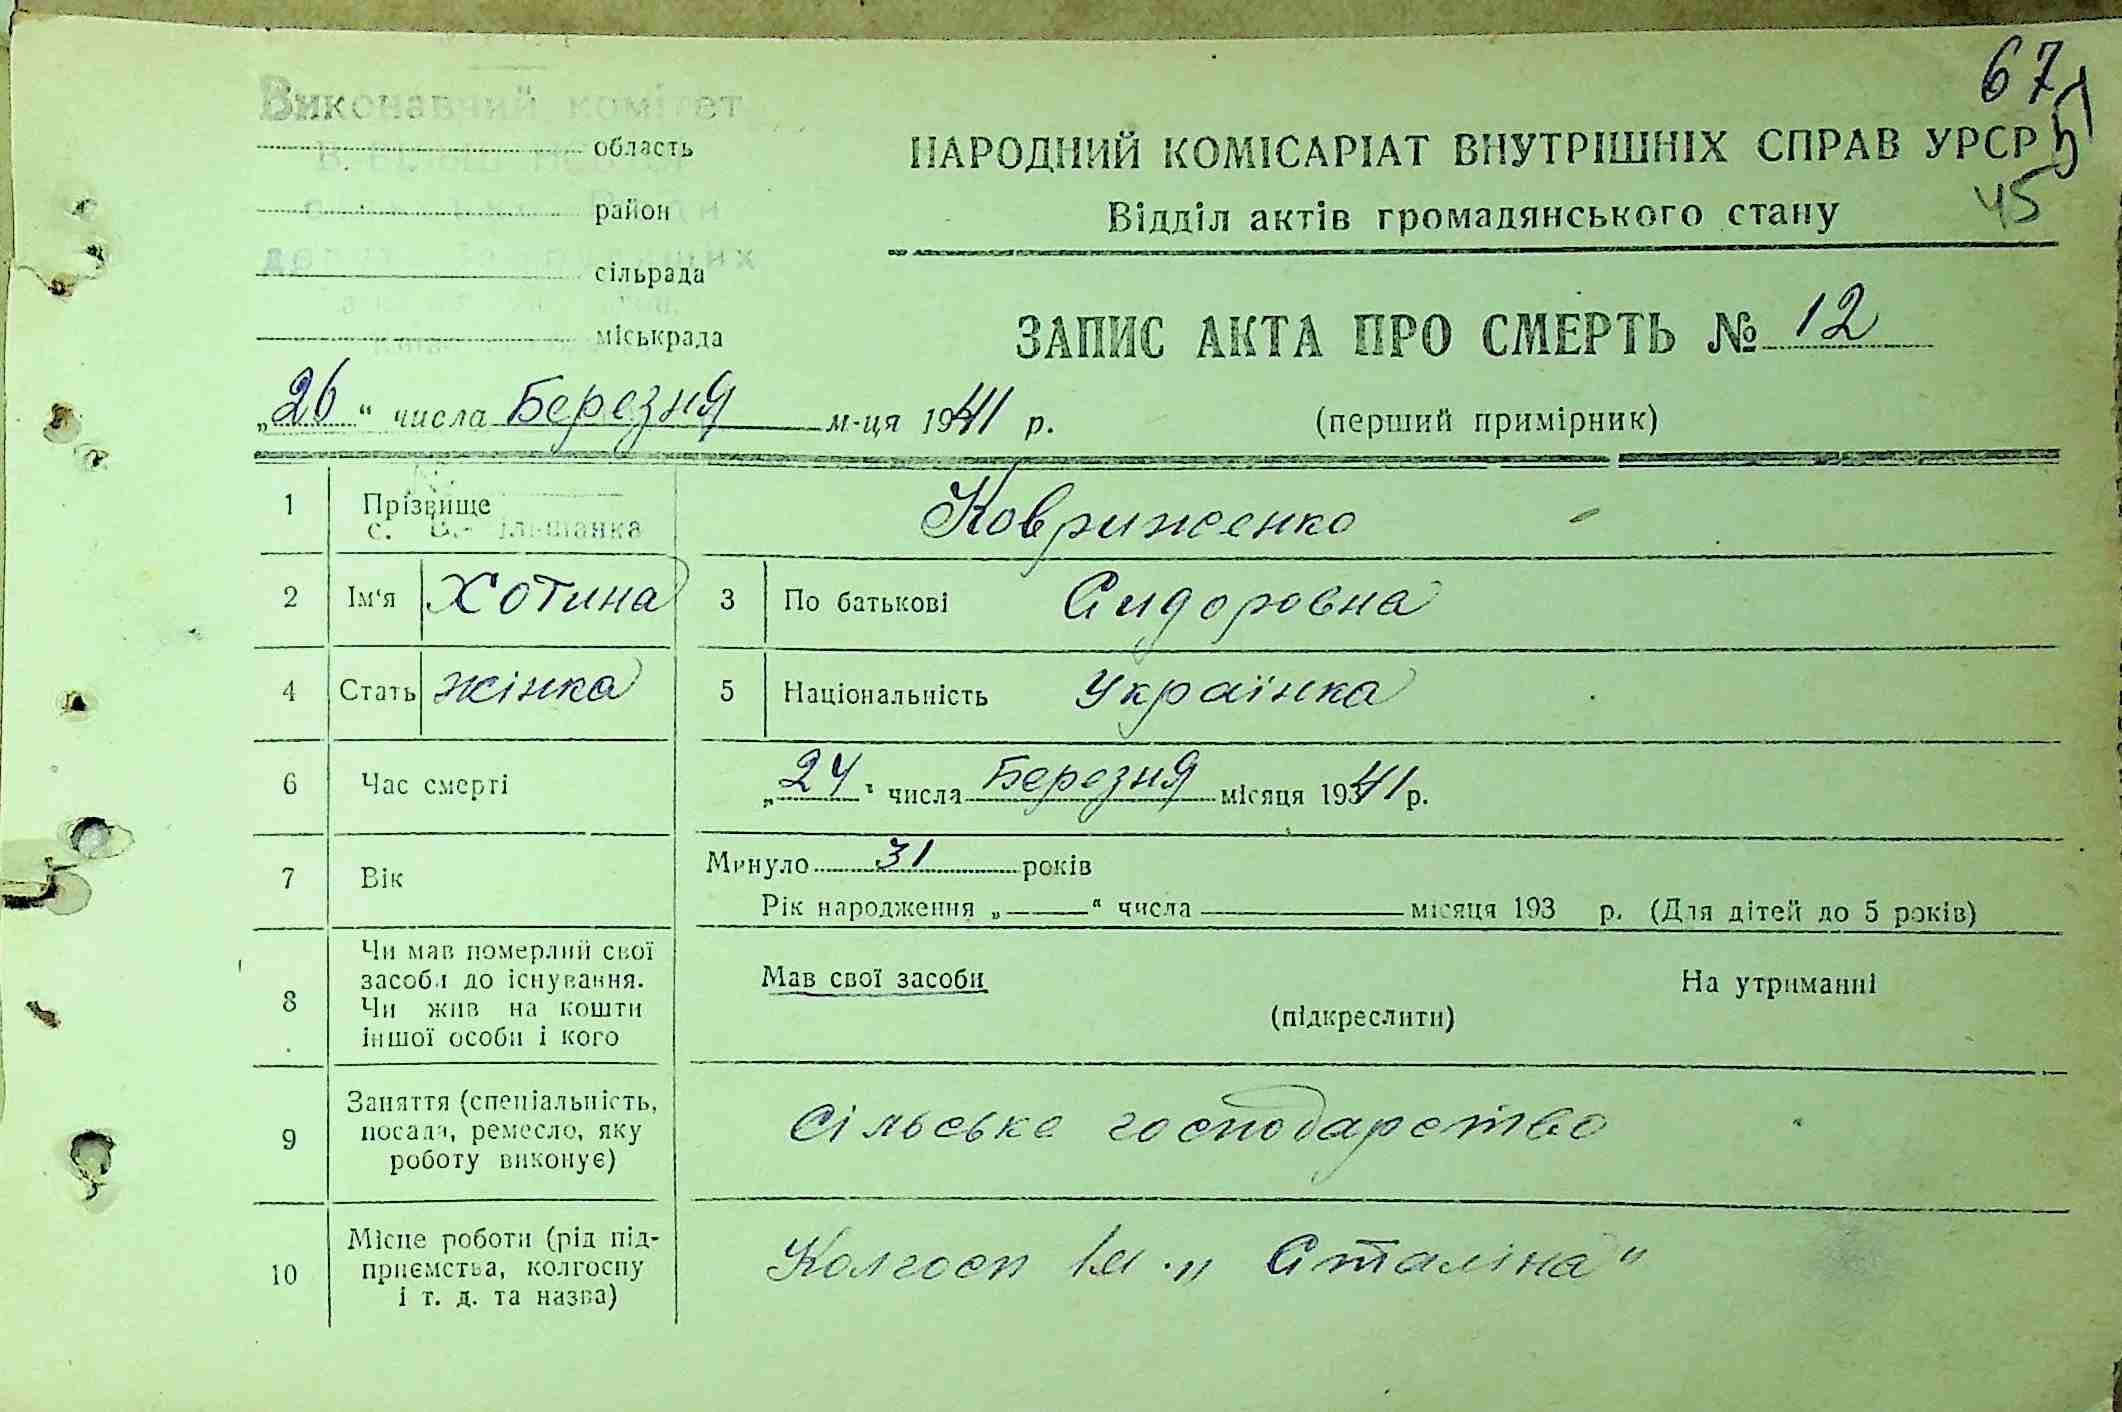 67
51
45
Виконавчий комітет
область
район
сільрада
міськрада
НАРОДНИЙ КОМІСАРІАТ ВНУТРІШНІХ СПРАВ УРСР
Відділ актів громадянського стану
ЗАПИС АКТА ПРО СМЕРТЬ № 12
„26“ числа Березня м-ця 1941 р.
(перший примірник)
1 Прізвище Ковриженко
с. В.-Вільшанка
2 Ім‘я Хотина 3 По батькові Сидоровна
4 Стать жінка 5 Національність Українка
6 Час смерті „24“ числа Березня місяця 1941 р.
7 Вік Минуло 31 років
Рік народження „—“ числа — місяця 193 р. (Для дітей до 5 років)
8 Чи мав померлий свої
засоби до існування.
Чи жив на кошти
іншої особи і кого
Мав свої засоби На утриманні
(підкреслити)
9 Заняття (спеціальність,
посада, ремесло, яку
роботу виконує)
Сільське господарство
10 Місце роботи (рід під-
приємства, колгоспу
і т. д. та назва)
Колгосп Ім. „Сталіна“